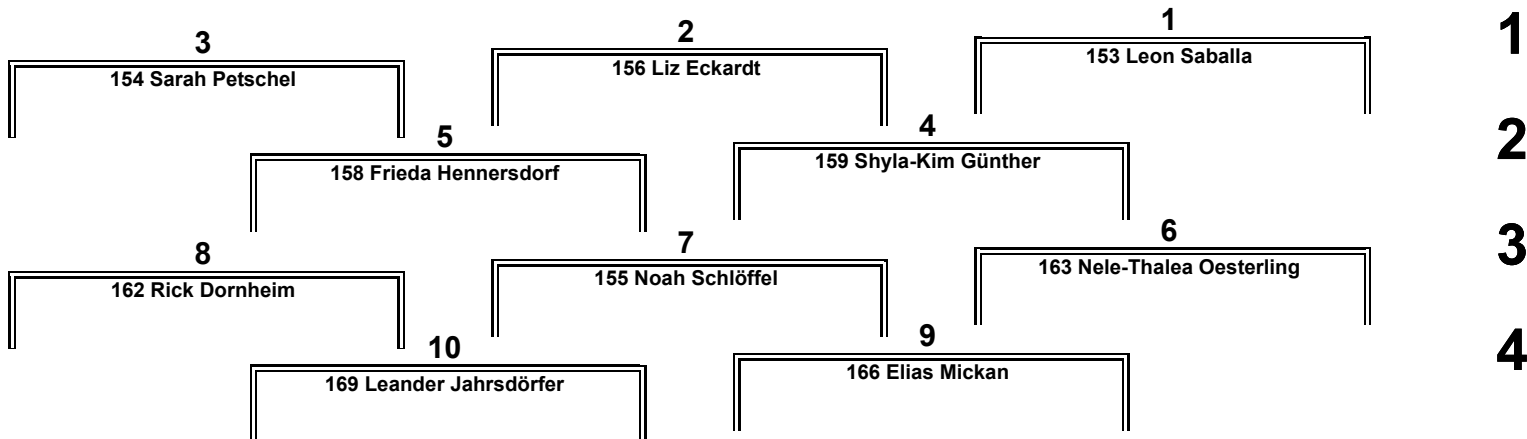 3 2 1 1
154 Sarah Petschel 156 Liz Eckardt 153 Leon Saballa
5 4 2
158 Frieda Hennersdorf 159 Shyla-Kim Günther
8 7 6 3
162 Rick Dornheim 155 Noah Schlöffel 163 Nele-Thalea Oesterling
10 9 4
169 Leander Jahrsdörfer 166 Elias Mickan